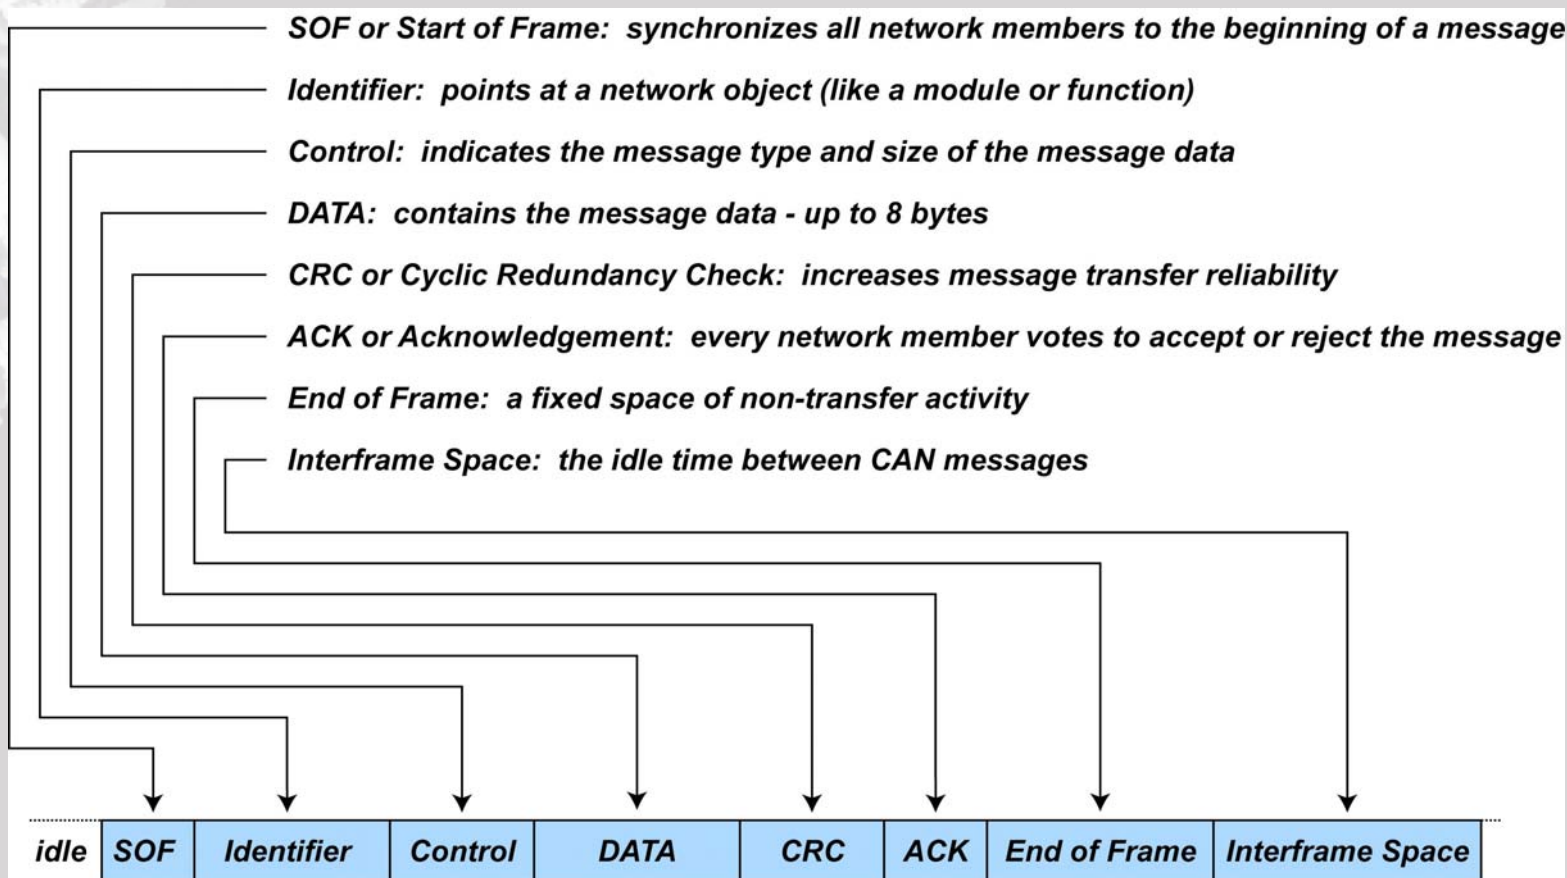 SOF or Start of Frame: synchronizes all network members to the beginning of a message
Identifier: points at a network object (like a module or function)
Control: indicates the message type and size of the message data
DATA: contains the message data - up to 8 bytes
CRC or Cyclic Redundancy Check: increases message transfer reliability
ACK or Acknowledgement: every network member votes to accept or reject the message
End of Frame: a fixed space of non-transfer activity
Interframe Space: the idle time between CAN messages
idle SOF Identifier Control DATA CRC ACK End of Frame Interframe Space